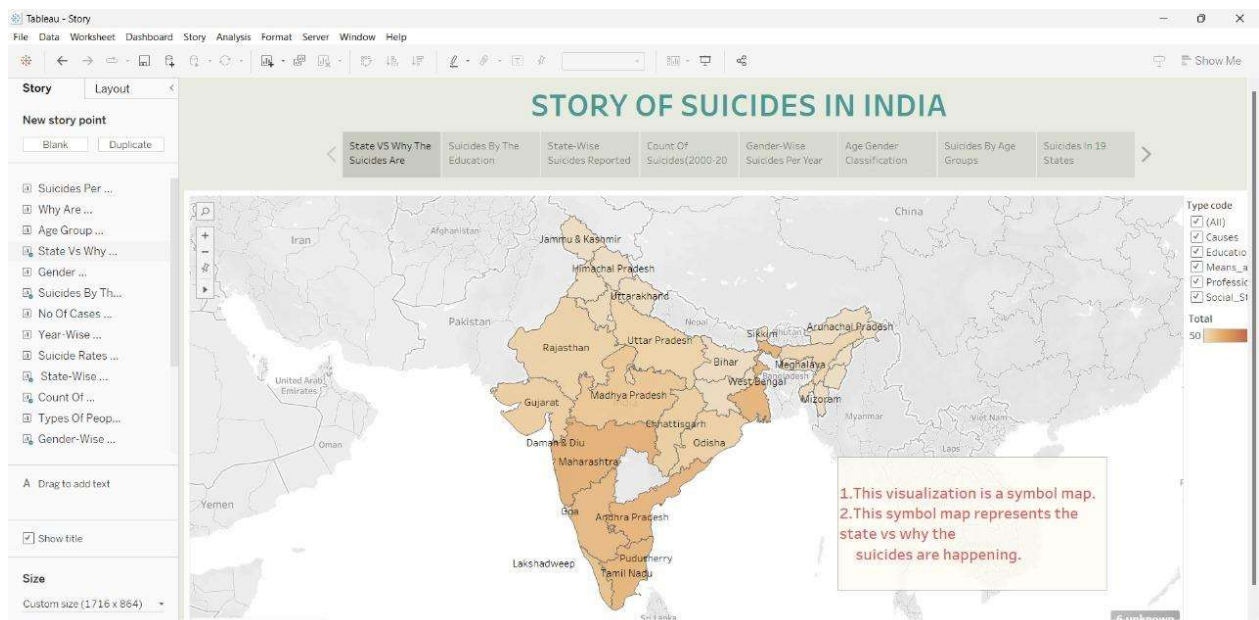 Tableau - Story
File Data Worksheet Dashboard Story Analysis Format Server Window Help
Show Me
Story Layout
New story point
Blank Duplicate
Suicides Per ...
Why Are ...
Age Group ...
State Vs Why ...
Gender ...
Suicides By Th...
No Of Cases ...
Year-Wise ...
Suicide Rates ...
State-Wise ...
Count Of ...
Types Of Peop...
Gender-Wise ...
A Drag to add text
Show title
Size
Custom size (1716 x 864)
STORY OF SUICIDES IN INDIA
State VS Why The
Suicides Are
Suicides By The
Education
State-Wise
Suicides Reported
Count Of
Suicides(2000-20
Gender-Wise
Suicides Per Year
Age Gender
Classification
Suicides By Age
Groups
Suicides In 19
States
China
Iran
Afghanistan
Jammu & Kashmir
Himachal Pradesh
Uttarakhand
Pakistan
Nepal
Sikkim
Bhutan
Arunachal Pradesh
Rajasthan
Uttar Pradesh
Bihar
Meghalaya
Bangladesh
United Arab
Emirates
West Bengal
Gujarat
Madhya Pradesh
Mizoram
Myanmar
Viet Nam
Chhattisgarh
Oman
Daman & Diu
Odisha
Laos
Maharashtra
Yemen
Goa
Andhra Pradesh
Lakshadweep
Puducherry
Tamil Nadu
Sri Lanka
1.This visualization is a symbol map.
2.This symbol map represents the
state vs why the
suicides are happening.
6 unknown
Type code
(All)
Causes
Educatio
Means_a
Professic
Social_St
Total
50